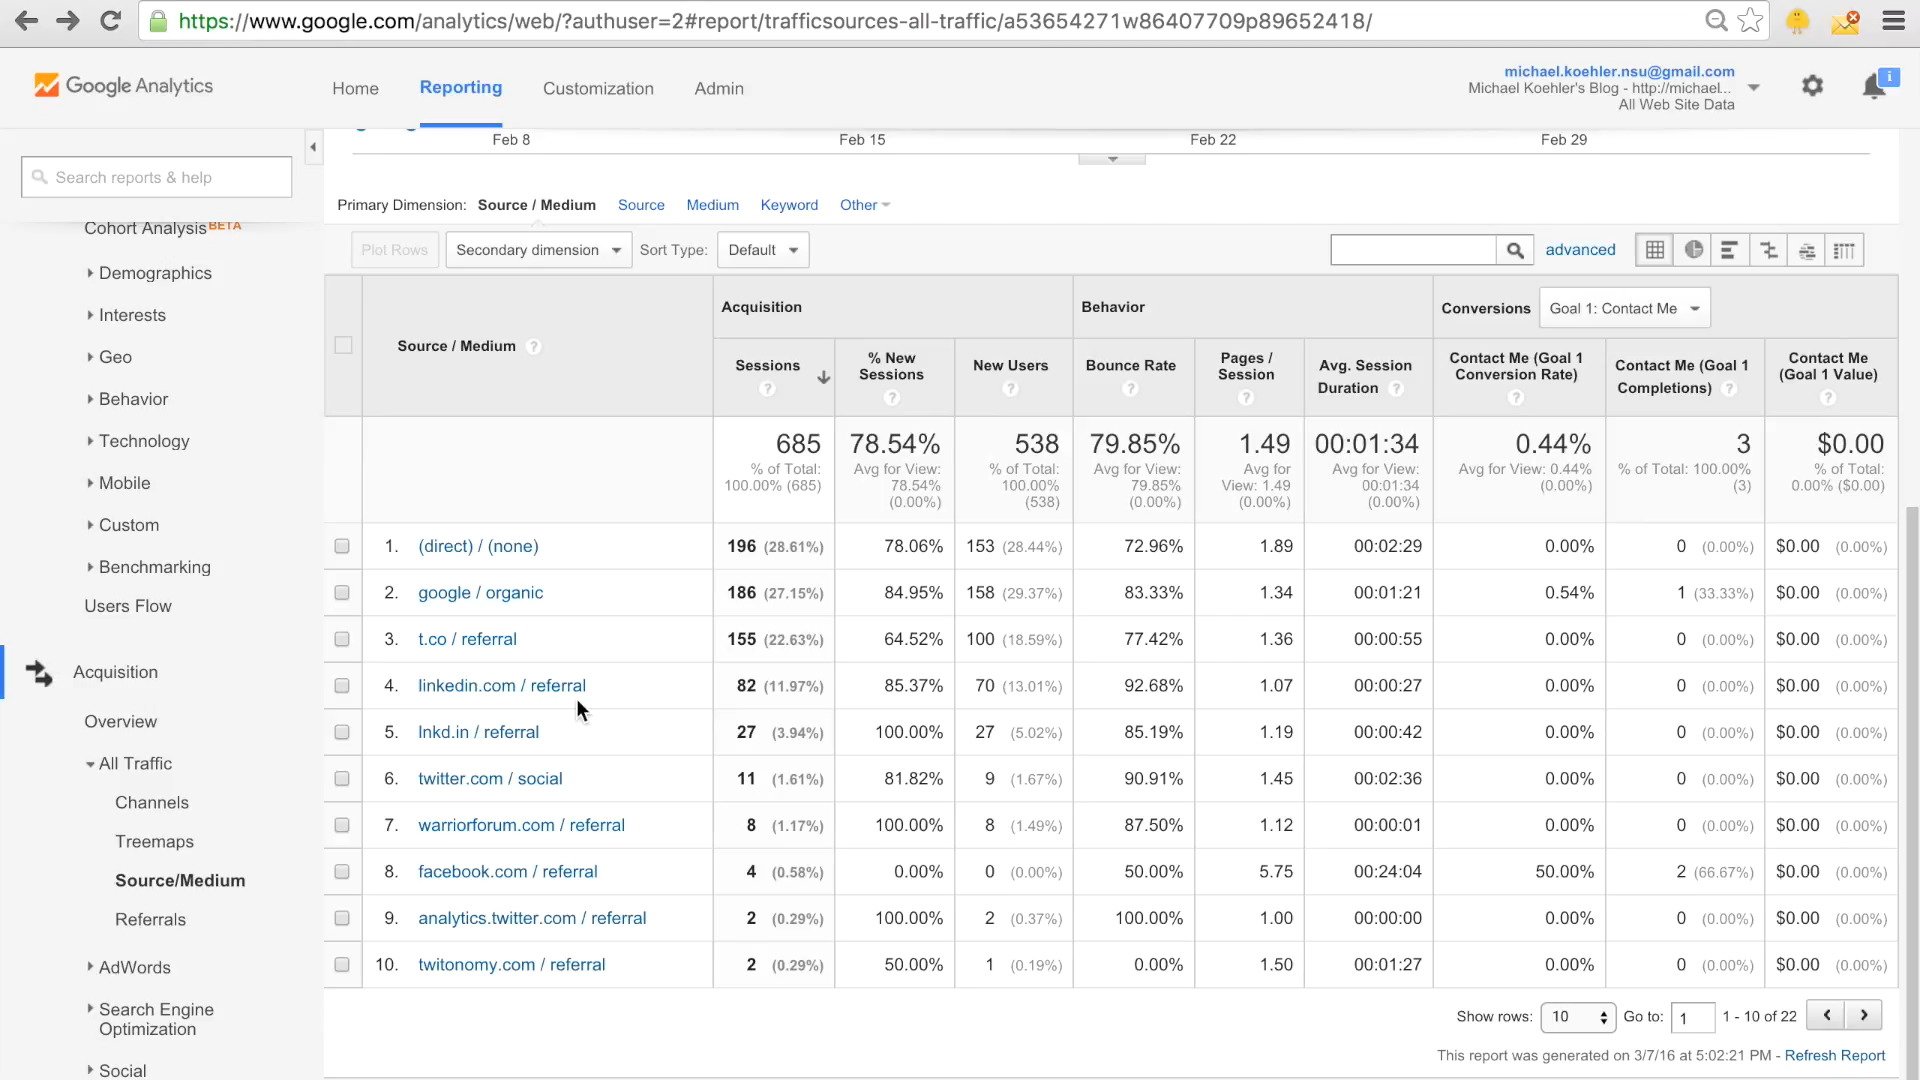 https://www.google.com/analytics/web/?authuser=2#report/trafficsources-all-traffic/a53654271w86407709p89652418/
Google Analytics
Home Reporting Customization Admin
michael.koehler.nsu@gmail.com
Michael Koehler's Blog - http://michael...
All Web Site Data
i
Feb 8 Feb 15 Feb 22 Feb 29
Search reports & help
Cohort Analysis BETA
Demographics
Interests
Geo
Behavior
Technology
Mobile
Custom
Benchmarking
Users Flow
Acquisition
Overview
All Traffic
Channels
Treemaps
Source/Medium
Referrals
AdWords
Search Engine
Optimization
Social
Primary Dimension: Source / Medium Source Medium Keyword Other
Plot Rows Secondary dimension Sort Type: Default advanced
Source / Medium ?
Acquisition Behavior Conversions Goal 1: Contact Me
Sessions ?
% New
Sessions
?
New Users
?
Bounce Rate
?
Pages /
Session
?
Avg. Session
Duration ?
Contact Me (Goal 1
Conversion Rate)
?
Contact Me (Goal 1
Completions) ?
Contact Me
(Goal 1 Value)
?
685
% of Total:
100.00% (685)
78.54%
Avg for View:
78.54%
(0.00%)
538
% of Total:
100.00%
(538)
79.85%
Avg for View:
79.85%
(0.00%)
1.49
Avg for
View: 1.49
(0.00%)
00:01:34
Avg for View:
00:01:34
(0.00%)
0.44%
Avg for View: 0.44%
(0.00%)
3
% of Total: 100.00%
(3)
$0.00
% of Total:
0.00% ($0.00)
1. (direct) / (none) 196 (28.61%) 78.06% 153 (28.44%) 72.96% 1.89 00:02:29 0.00% 0 (0.00%) $0.00 (0.00%)
2. google / organic 186 (27.15%) 84.95% 158 (29.37%) 83.33% 1.34 00:01:21 0.54% 1 (33.33%) $0.00 (0.00%)
3. t.co / referral 155 (22.63%) 64.52% 100 (18.59%) 77.42% 1.36 00:00:55 0.00% 0 (0.00%) $0.00 (0.00%)
4. linkedin.com / referral 82 (11.97%) 85.37% 70 (13.01%) 92.68% 1.07 00:00:27 0.00% 0 (0.00%) $0.00 (0.00%)
5. lnkd.in / referral 27 (3.94%) 100.00% 27 (5.02%) 85.19% 1.19 00:00:42 0.00% 0 (0.00%) $0.00 (0.00%)
6. twitter.com / social 11 (1.61%) 81.82% 9 (1.67%) 90.91% 1.45 00:02:36 0.00% 0 (0.00%) $0.00 (0.00%)
7. warriorforum.com / referral 8 (1.17%) 100.00% 8 (1.49%) 87.50% 1.12 00:00:01 0.00% 0 (0.00%) $0.00 (0.00%)
8. facebook.com / referral 4 (0.58%) 0.00% 0 (0.00%) 50.00% 5.75 00:24:04 50.00% 2 (66.67%) $0.00 (0.00%)
9. analytics.twitter.com / referral 2 (0.29%) 100.00% 2 (0.37%) 100.00% 1.00 00:00:00 0.00% 0 (0.00%) $0.00 (0.00%)
10. twitonomy.com / referral 2 (0.29%) 50.00% 1 (0.19%) 0.00% 1.50 00:01:27 0.00% 0 (0.00%) $0.00 (0.00%)
Show rows: 10 Go to: 1 1 - 10 of 22
This report was generated on 3/7/16 at 5:02:21 PM - Refresh Report